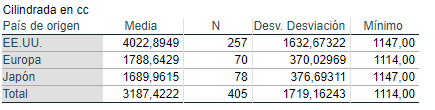 Cilindrada en cc
País de origen Media N Desv. Desviación Mínimo
EE.UU. 4022,8949 257 1632,67322 1147,00
Europa 1788,6429 70 370,02969 1114,00
Japón 1689,9615 78 376,69311 1147,00
Total 3187,4222 405 1719,16243 1114,00